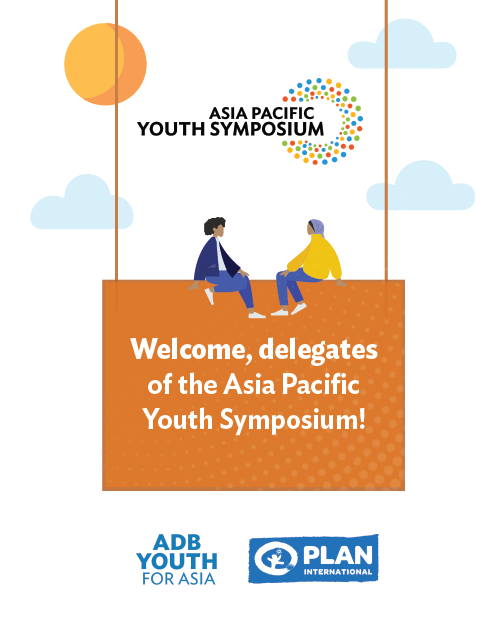 ASIA PACIFIC
YOUTH SYMPOSIUM
Welcome, delegates
of the Asia Pacific
Youth Symposium!
ADB
YOUTH
FOR ASIA
PLAN
INTERNATIONAL